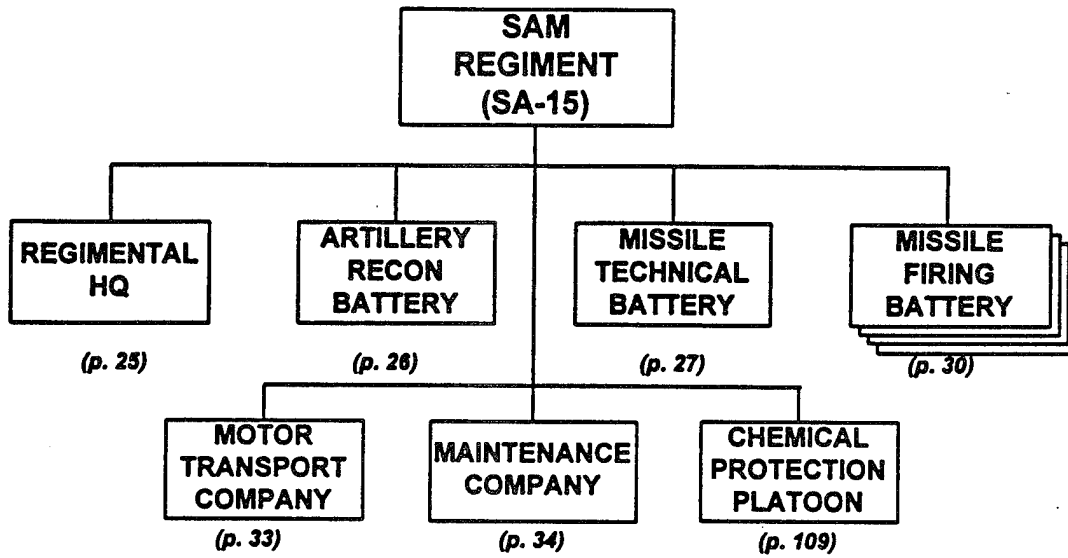 SAM
REGIMENT
(SA-15)
REGIMENTAL
HQ
(p. 25)
ARTILLERY
RECON
BATTERY
(p. 26)
MISSILE
TECHNICAL
BATTERY
(p. 27)
MISSILE
FIRING
BATTERY
(p. 30)
MOTOR
TRANSPORT
COMPANY
(p. 33)
MAINTENANCE
COMPANY
(p. 34)
CHEMICAL
PROTECTION
PLATOON
(p. 109)